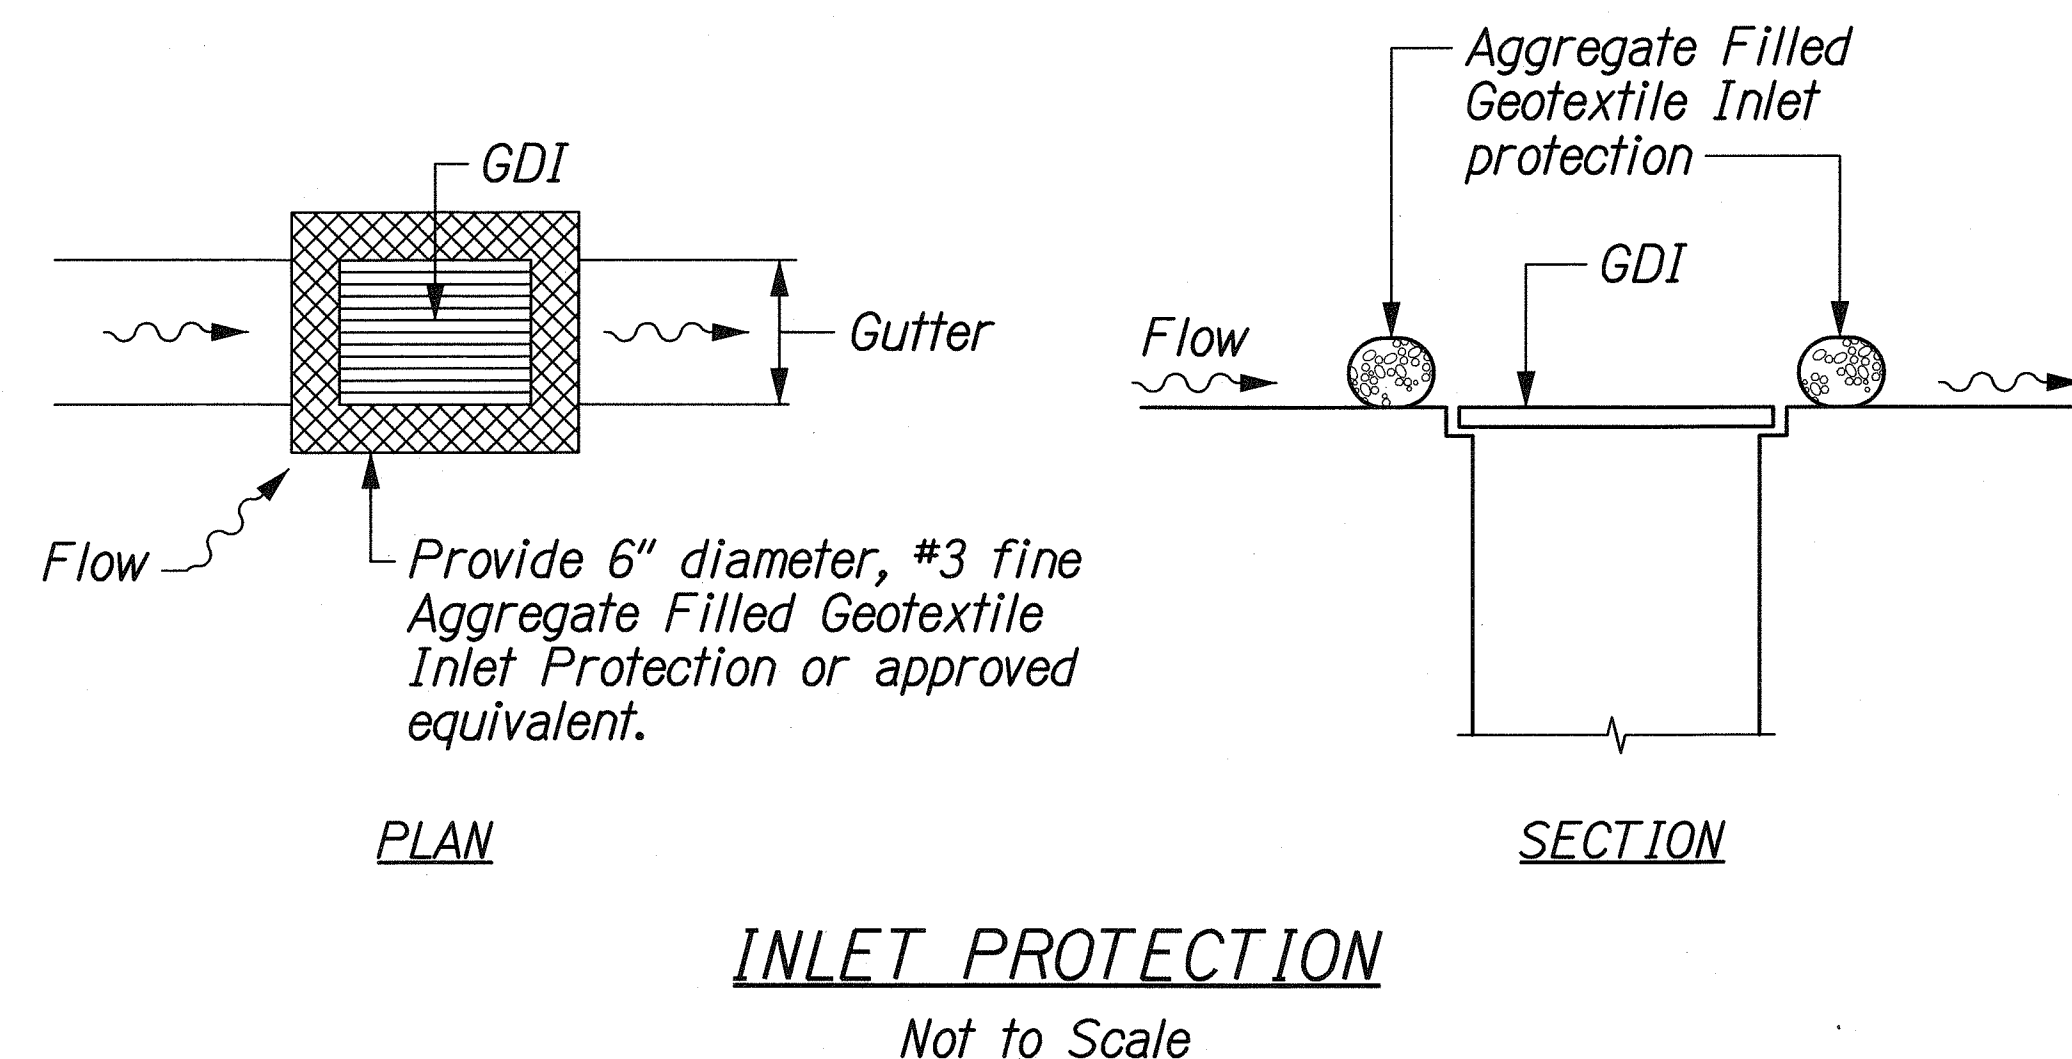 GDI
Gutter
Flow
Provide 6" diameter, #3 fine
Aggregate Filled Geotextile
Inlet Protection or approved
equivalent.
PLAN
Aggregate Filled
Geotextile Inlet
protection
GDI
Flow
SECTION
INLET PROTECTION
Not to Scale